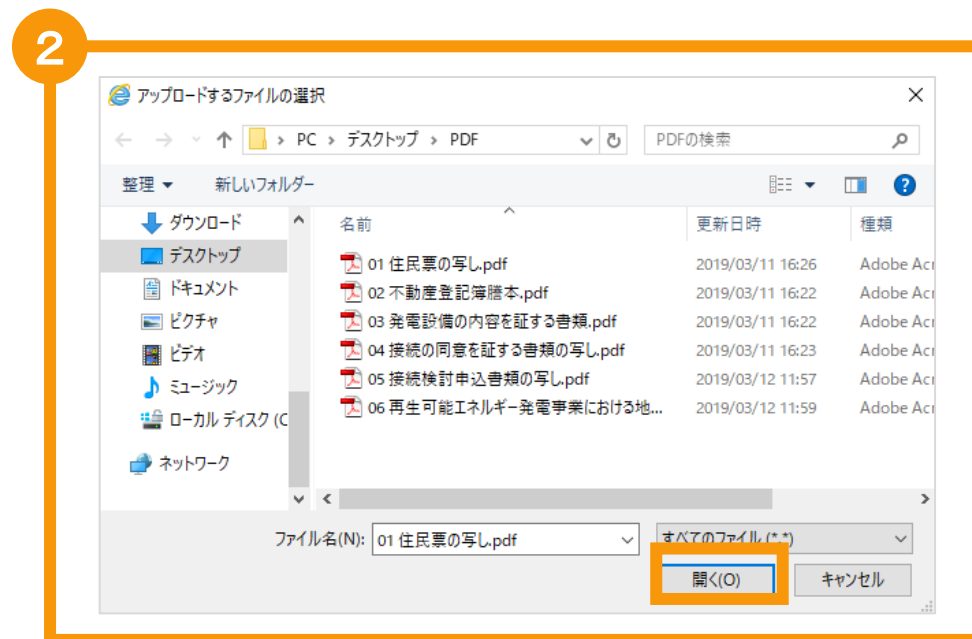 2
アップロードするファイルの選択
PC > デスクトップ > PDF
PDFの検索
整理
新しいフォルダー
ダウンロード
デスクトップ
ドキュメント
ピクチャ
ビデオ
ミュージック
ローカル ディスク (C
ネットワーク
名前 更新日時 種類
01 住民票の写し.pdf 2019/03/11 16:26 Adobe Acr
02 不動産登記簿謄本.pdf 2019/03/11 16:22 Adobe Acr
03 発電設備の内容を証する書類.pdf 2019/03/11 16:22 Adobe Acr
04 接続の同意を証する書類の写し.pdf 2019/03/11 16:23 Adobe Acr
05 接続検討申込書類の写し.pdf 2019/03/12 11:57 Adobe Acr
06 再生可能エネルギー発電事業における地... 2019/03/12 11:59 Adobe Acr
ファイル名(N): 01 住民票の写し.pdf
すべてのファイル (*.*)
開く(O) キャンセル